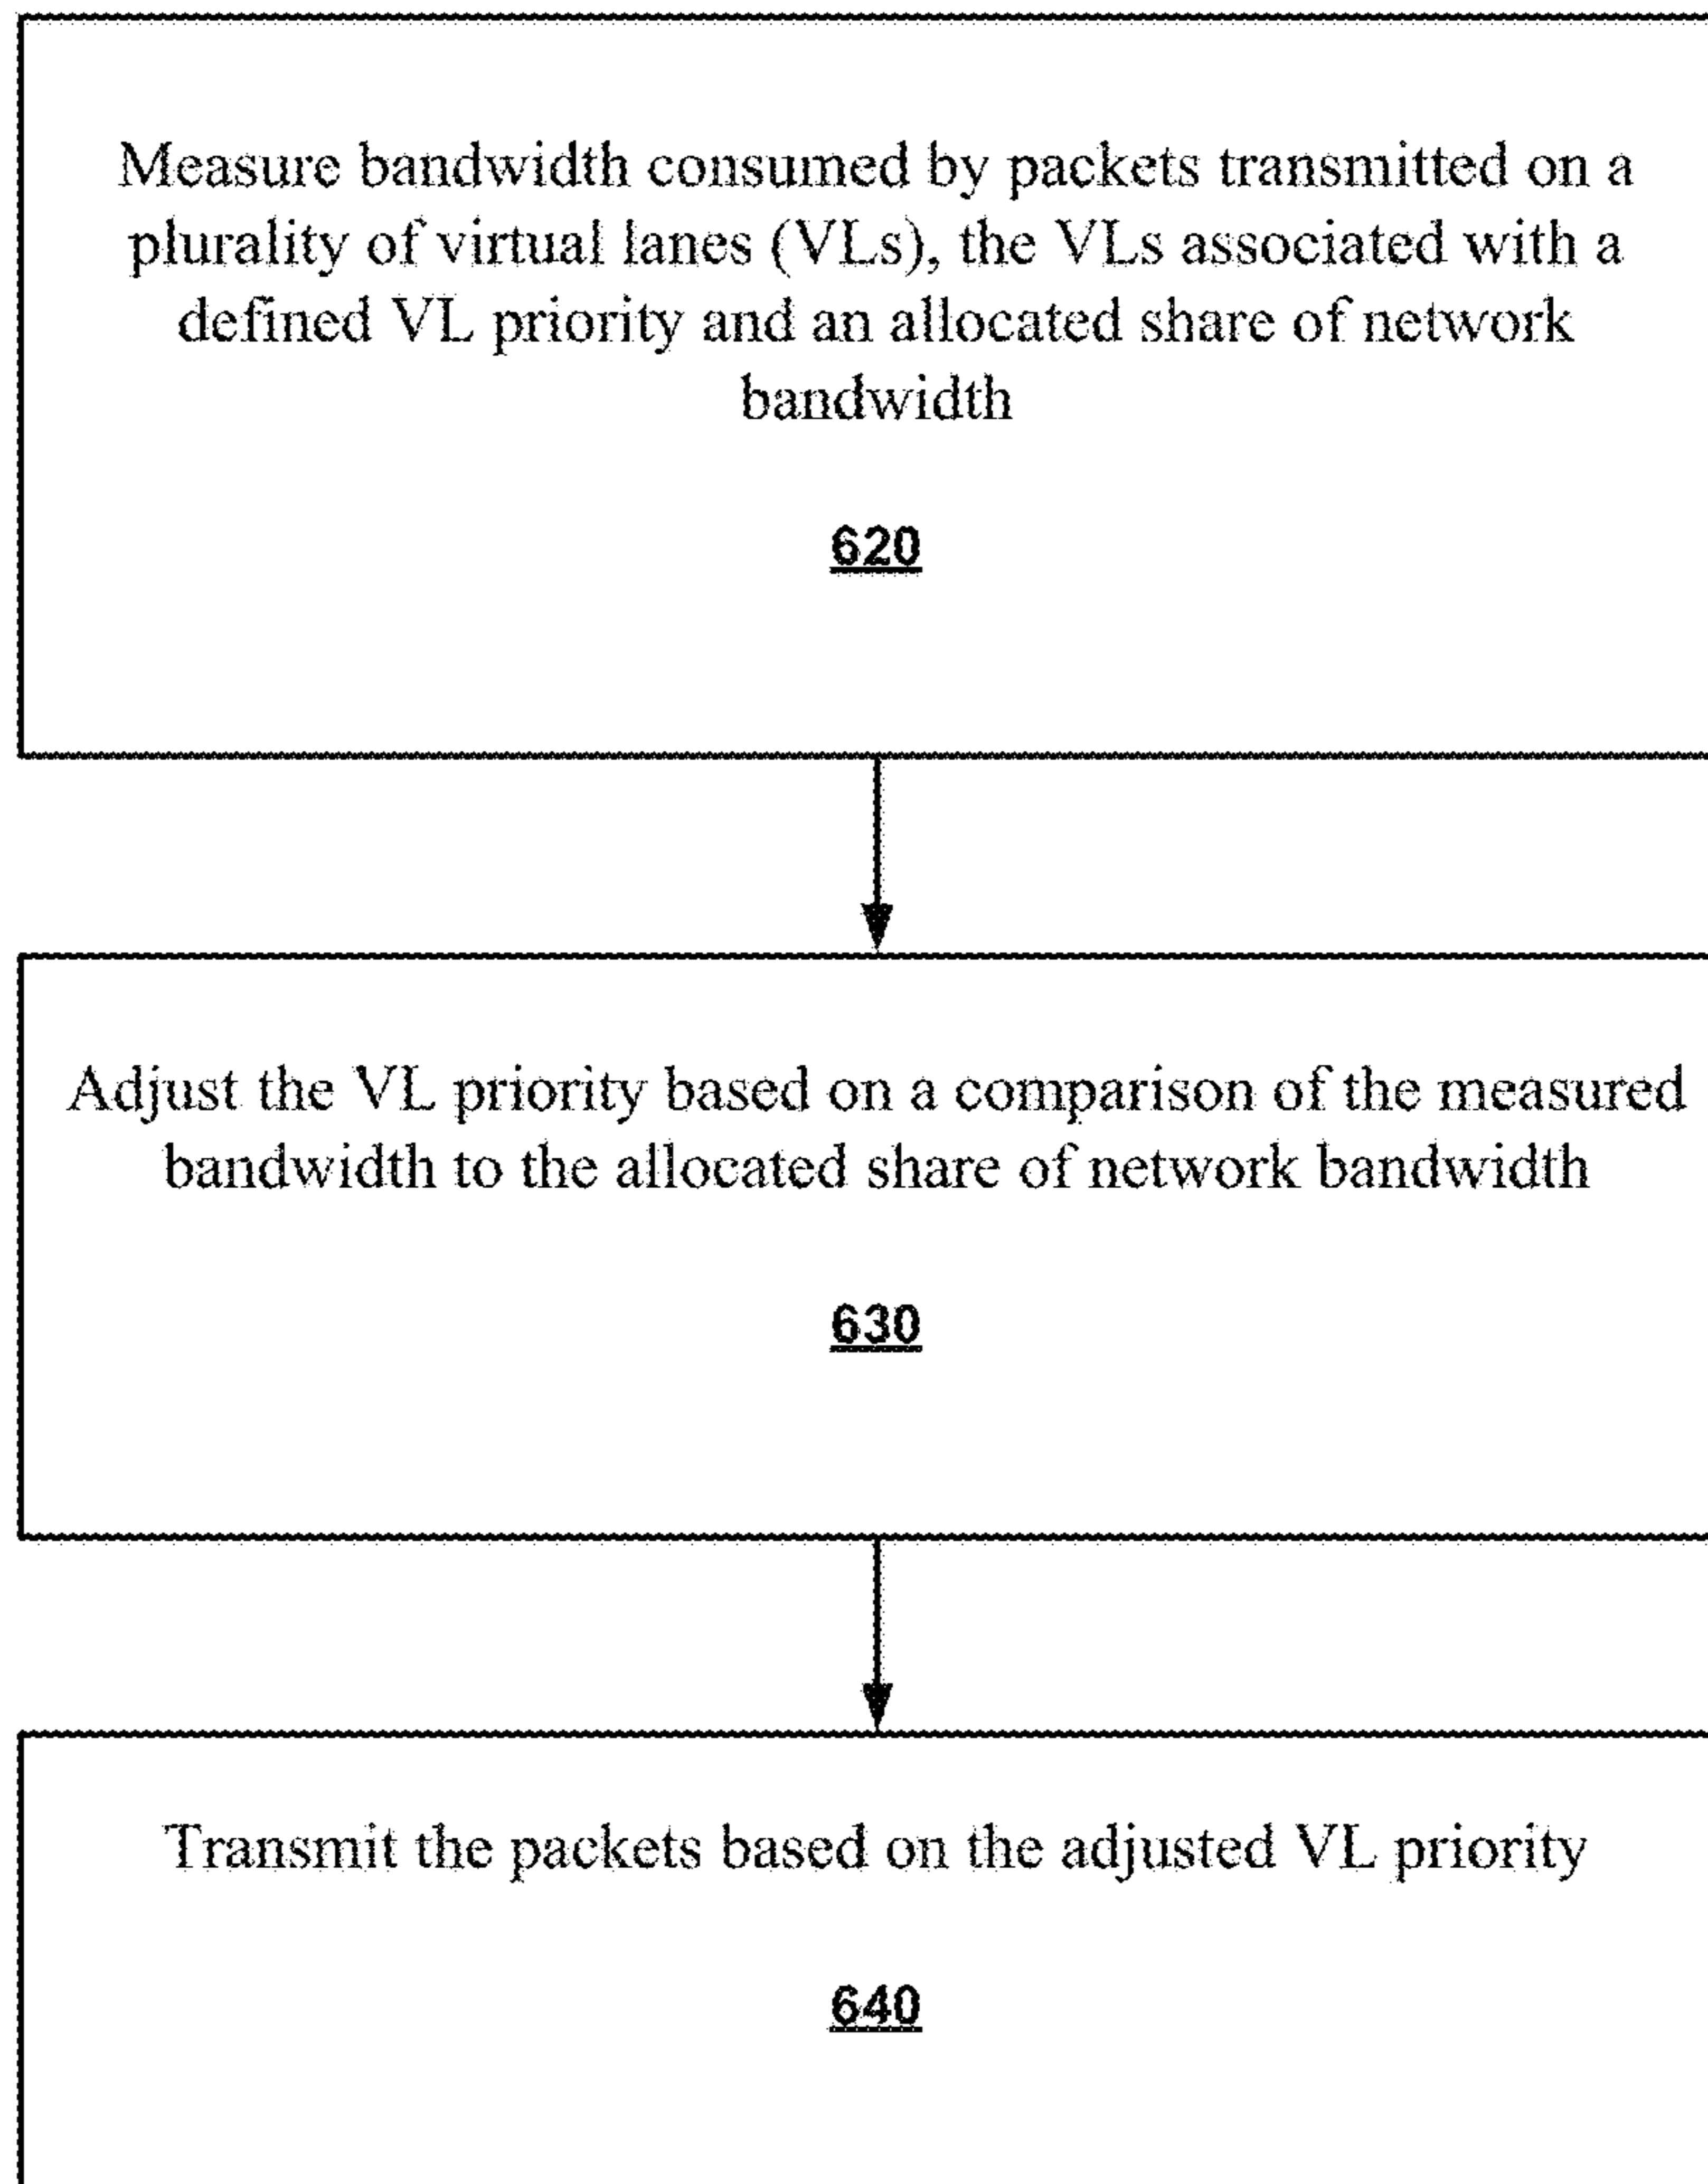 Measure bandwidth consumed by packets transmitted on a
plurality of virtual lanes (VLs), the VLs associated with a
defined VL priority and an allocated share of network
bandwidth
620
Adjust the VL priority based on a comparison of the measured
bandwidth to the allocated share of network bandwidth
630
Transmit the packets based on the adjusted VL priority
640